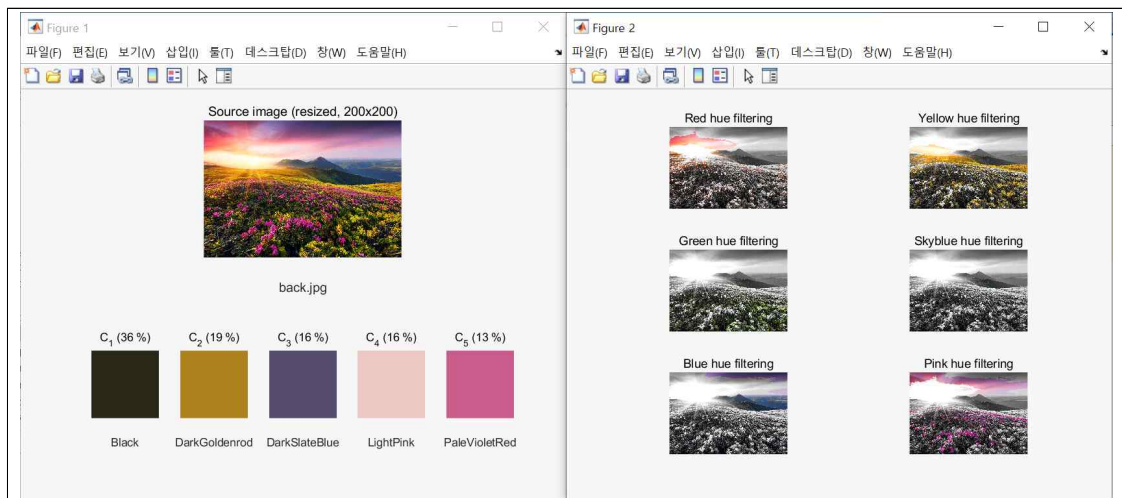 Figure 1
파일(F) 편집(E) 보기(V) 삽입(I) 툴(T) 데스크탑(D) 창(W) 도움말(H)
Source image (resized, 200x200)
back.jpg
C1 (36 %) C2 (19 %) C3 (16 %) C4 (16 %) C5 (13 %)
Black DarkGoldenrod DarkSlateBlue LightPink PaleVioletRed
Figure 2
파일(F) 편집(E) 보기(V) 삽입(I) 툴(T) 데스크탑(D) 창(W) 도움말(H)
Red hue filtering Yellow hue filtering
Green hue filtering Skyblue hue filtering
Blue hue filtering Pink hue filtering